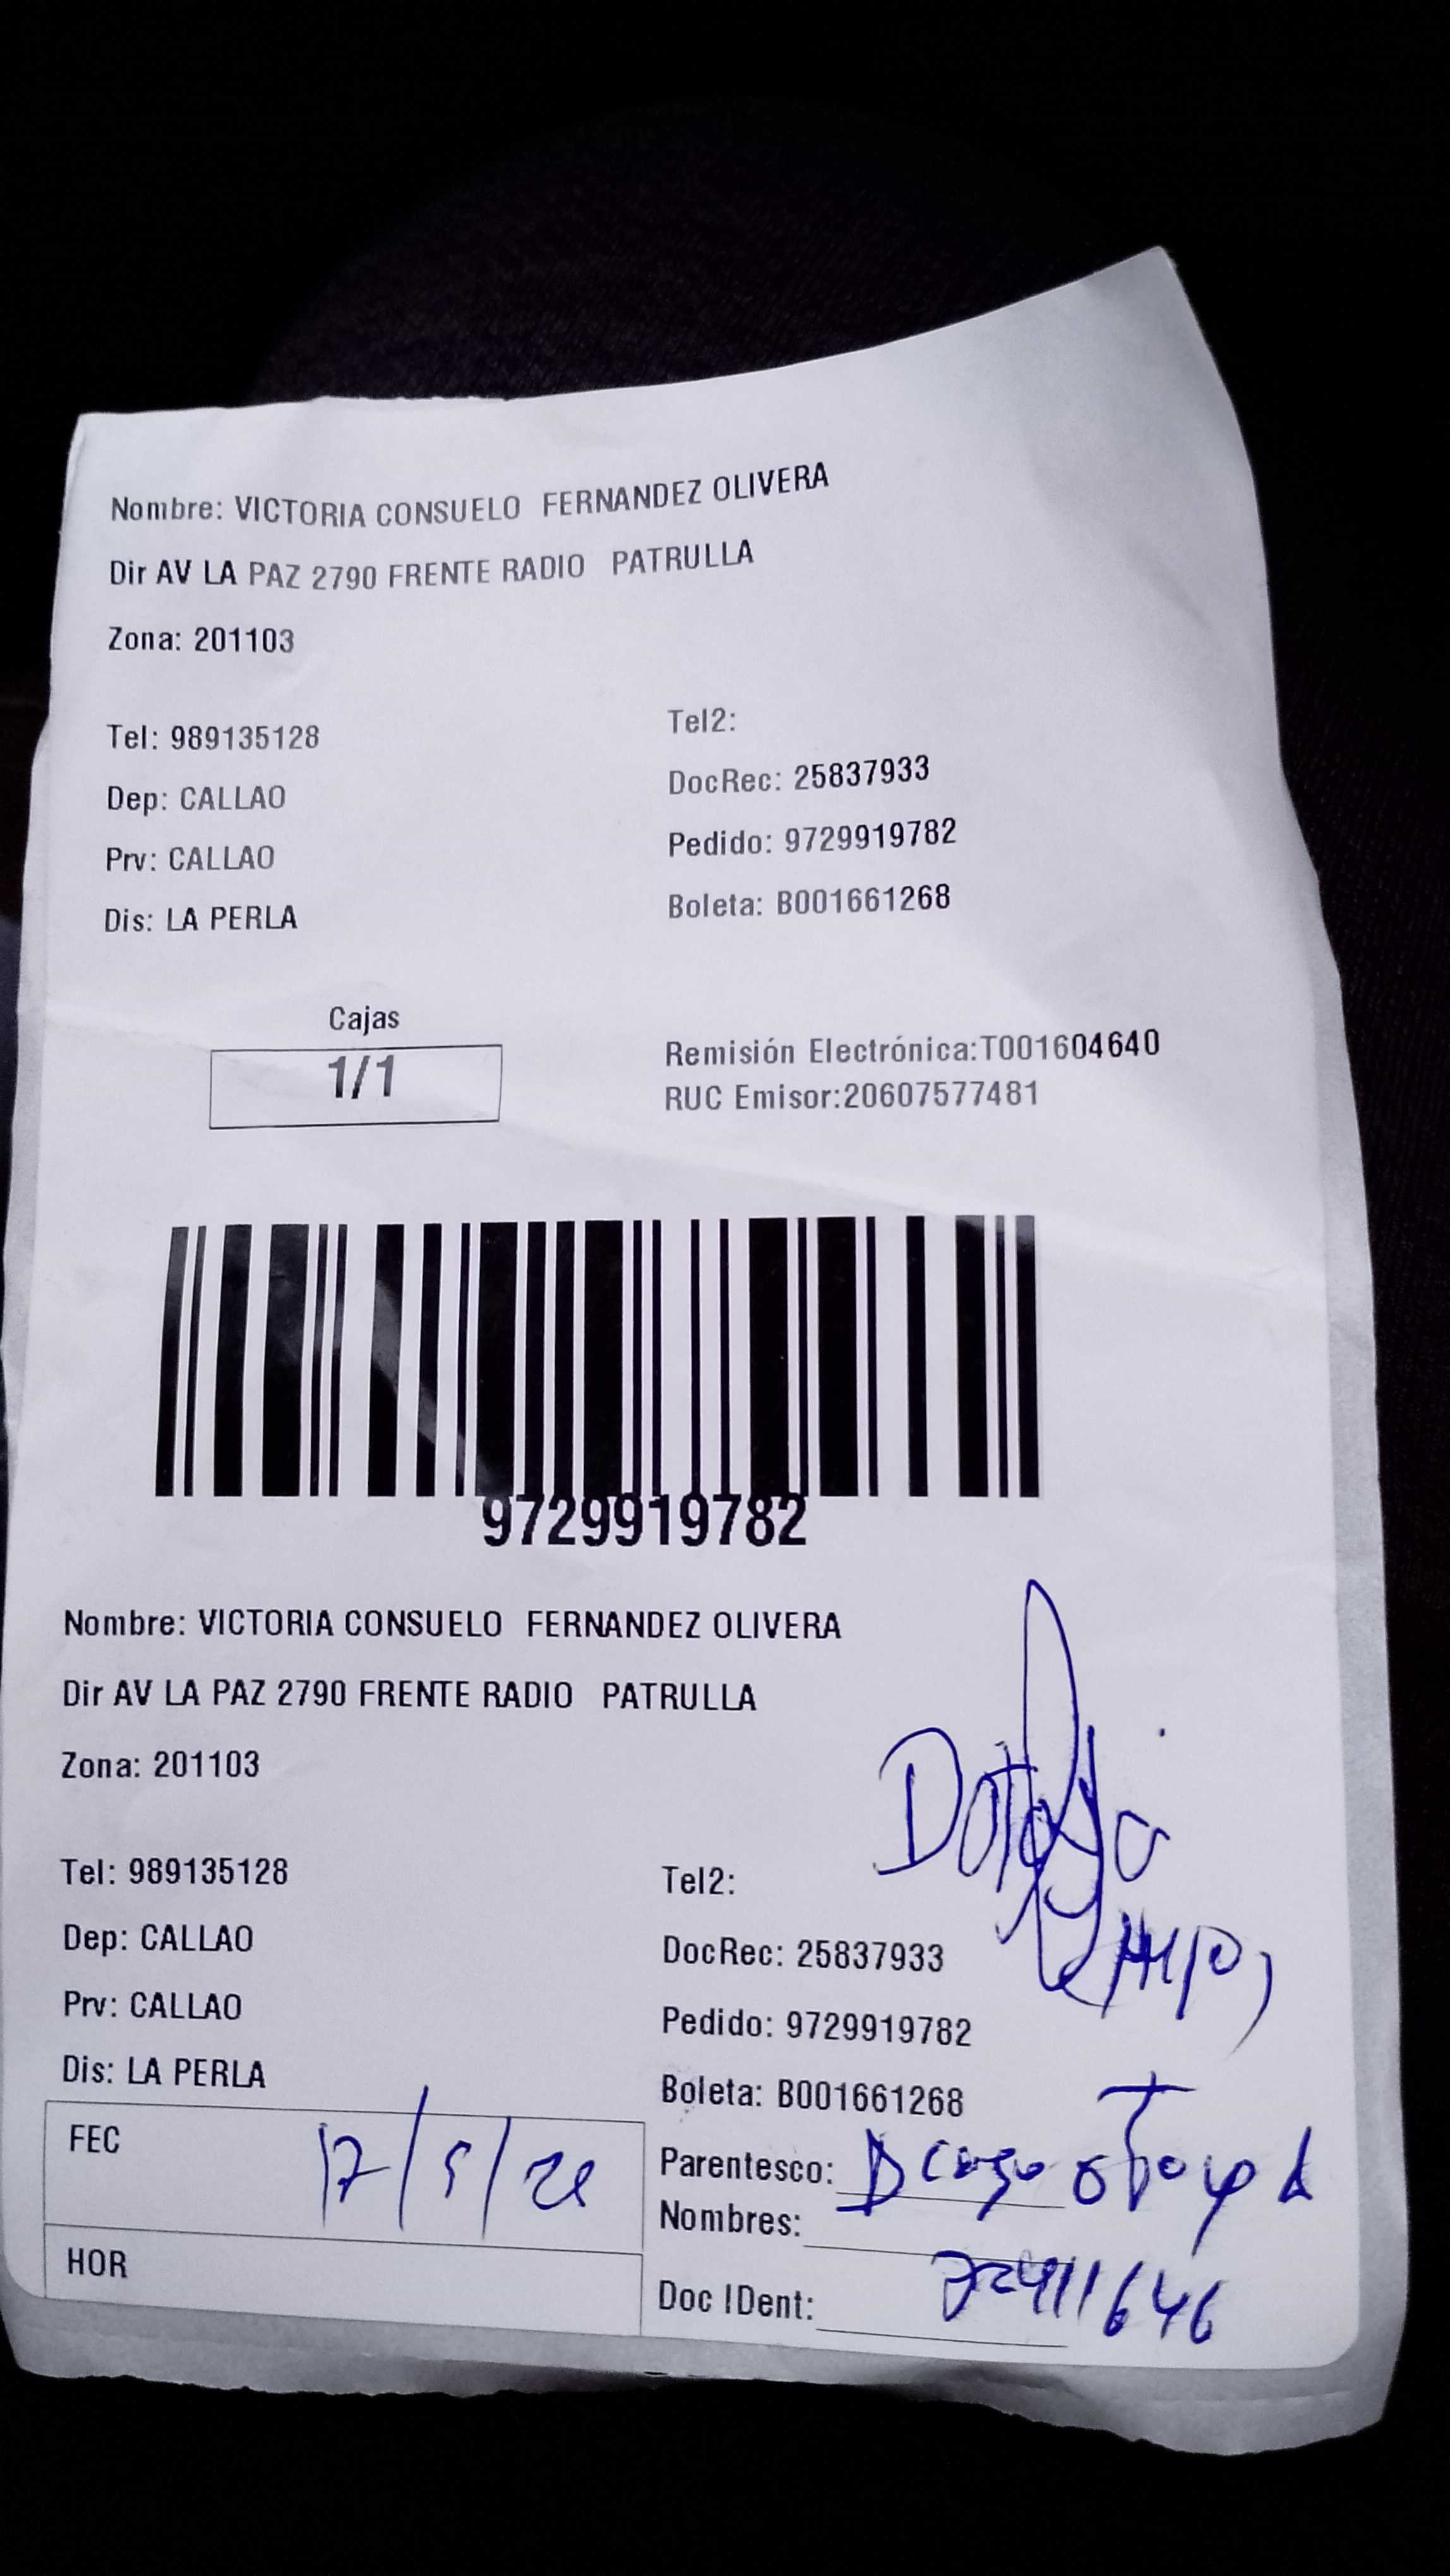 Nombre: VICTORIA CONSUELO FERNANDEZ OLIVERA
Dir AV LA PAZ 2790 FRENTE RADIO PATRULLA
Zona: 201103
Tel: 989135128
Tel2:
Dep: CALLAO
DocRec: 25837933
Prv: CALLAO
Pedido: 9729919782
Dis: LA PERLA
Boleta: B001661268
Cajas
1/1
Remisión Electrónica:T001604640
RUC Emisor:20607577481
9729919782
Nombre: VICTORIA CONSUELO FERNANDEZ OLIVERA
Dir AV LA PAZ 2790 FRENTE RADIO PATRULLA
Zona: 201103
Tel: 989135128
Tel2:
Dep: CALLAO
DocRec: 25837933
Prv: CALLAO
Pedido: 9729919782
Dis: LA PERLA
Boleta: B001661268
FEC
Parentesco:
Nombres:
HOR
Doc IDent: 72411646